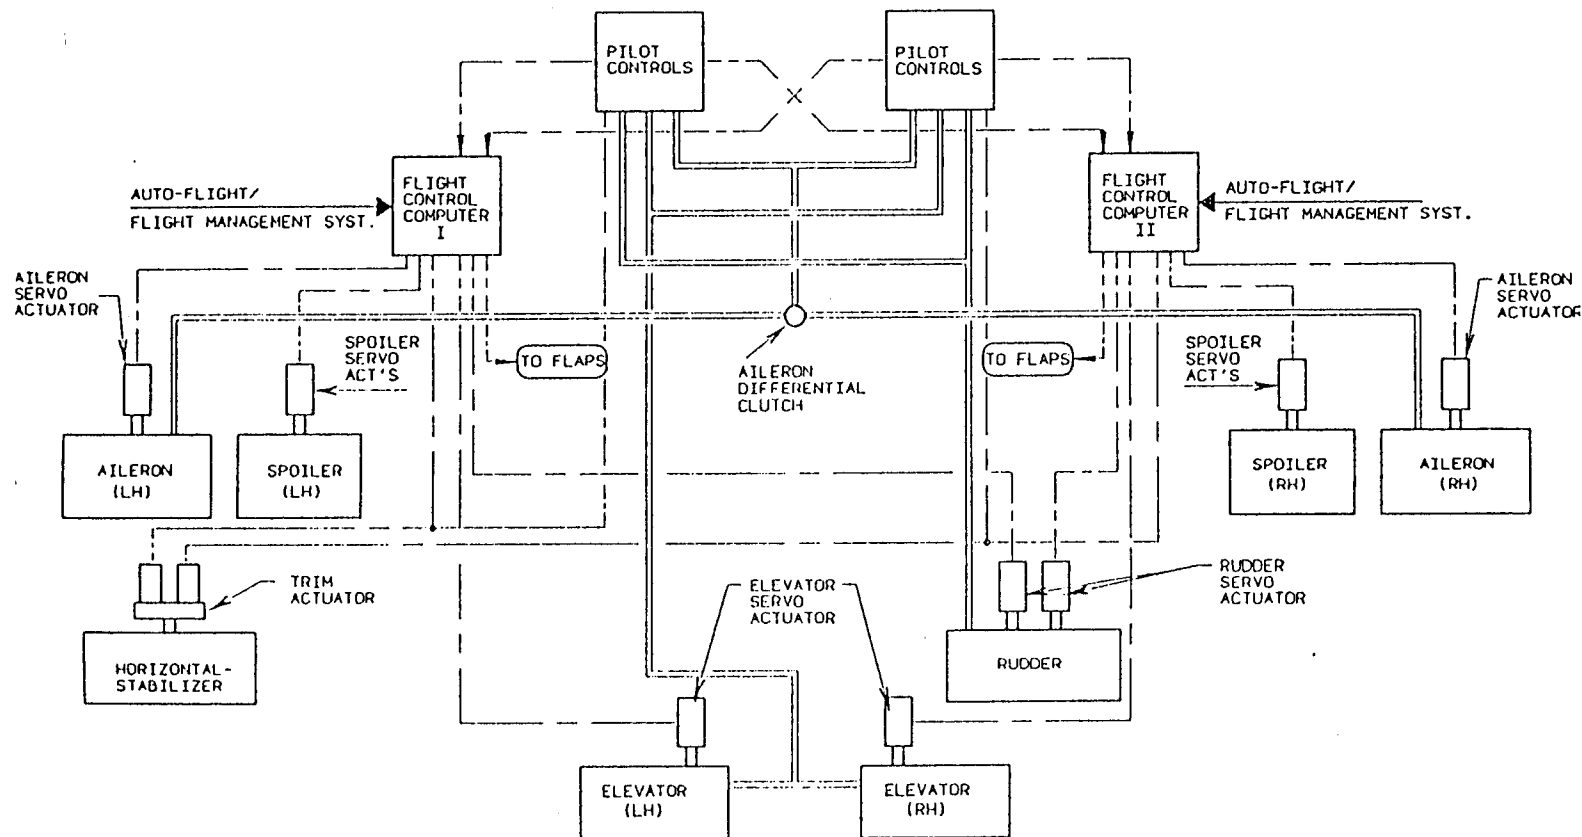 PILOT
CONTROLS
PILOT
CONTROLS
FLIGHT
CONTROL
COMPUTER
I
FLIGHT
CONTROL
COMPUTER
II
AUTO-FLIGHT/
FLIGHT MANAGEMENT SYST.
AUTO-FLIGHT/
FLIGHT MANAGEMENT SYST.
AILERON
SERVO
ACTUATOR
AILERON
SERVO
ACTUATOR
SPOILER
SERVO
ACT'S
TO FLAPS
AILERON
DIFFERENTIAL
CLUTCH
TO FLAPS
SPOILER
SERVO
ACT'S
AILERON
(LH)
SPOILER
(LH)
SPOILER
(RH)
AILERON
(RH)
TRIM
ACTUATOR
ELEVATOR
SERVO
ACTUATOR
RUDDER
SERVO
ACTUATOR
HORIZONTAL-
STABILIZER
RUDDER
ELEVATOR
(LH)
ELEVATOR
(RH)